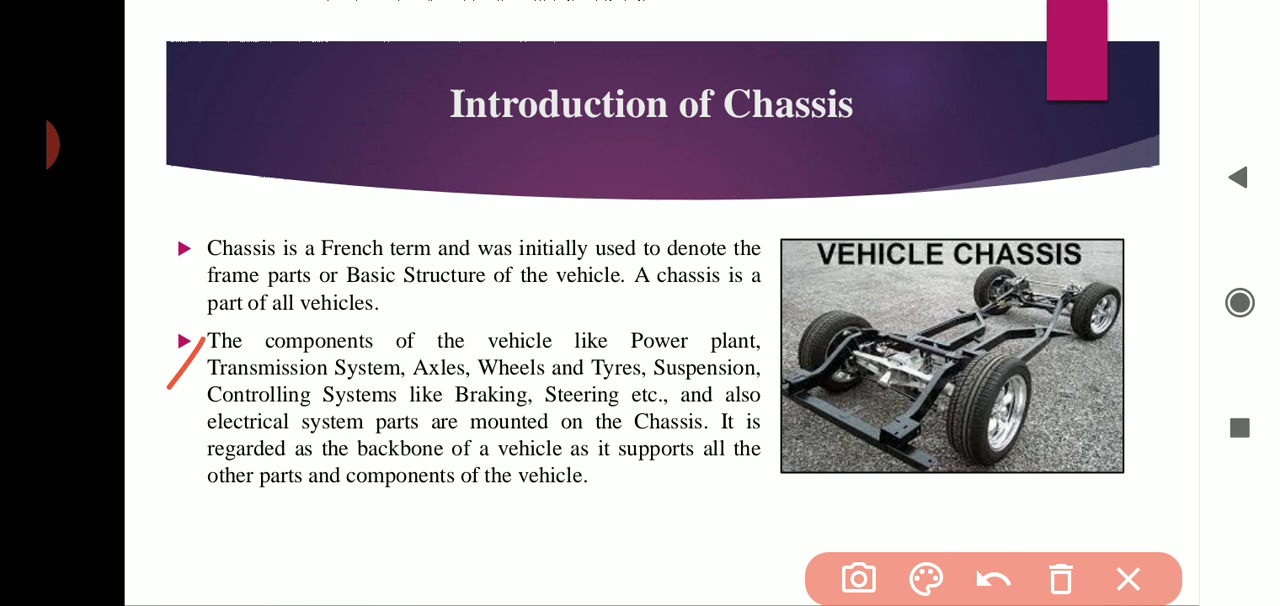 Introduction of Chassis
Chassis is a French term and was initially used to denote the
frame parts or Basic Structure of the vehicle. A chassis is a
part of all vehicles.
The components of the vehicle like Power plant,
Transmission System, Axles, Wheels and Tyres, Suspension,
Controlling Systems like Braking, Steering etc., and also
electrical system parts are mounted on the Chassis. It is
regarded as the backbone of a vehicle as it supports all the
other parts and components of the vehicle.
VEHICLE CHASSIS